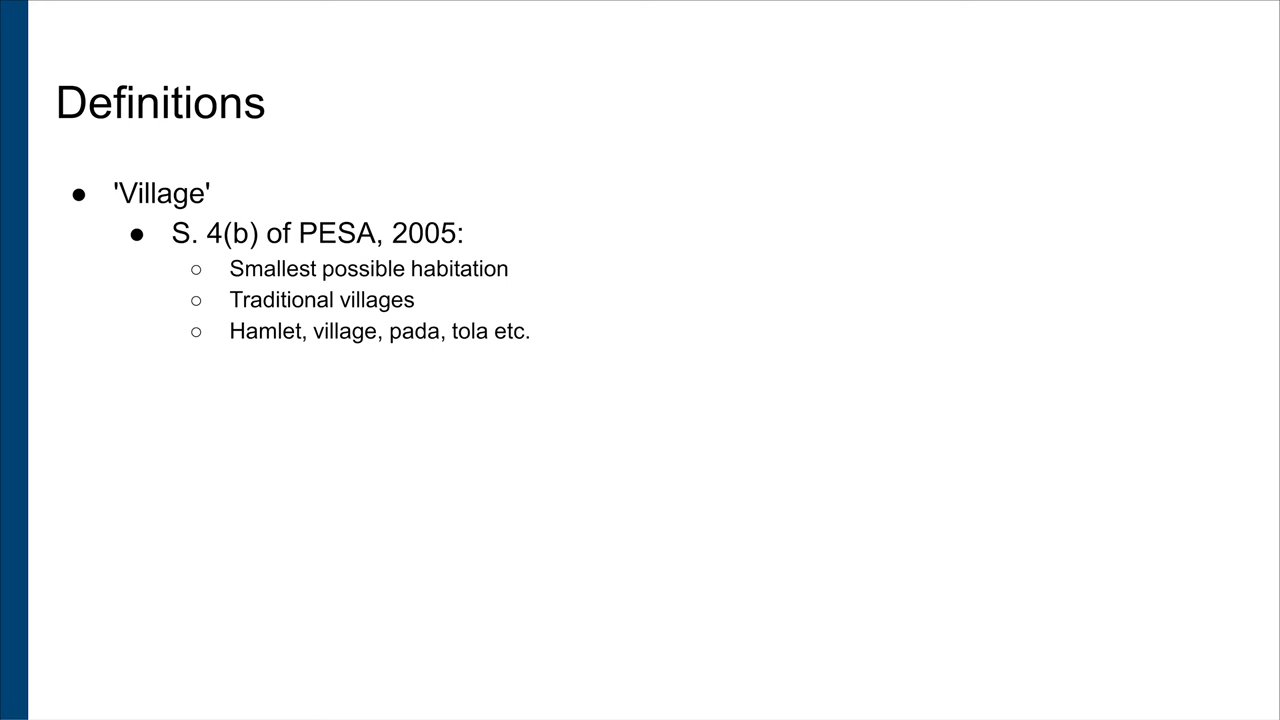 Definitions
● 'Village'
● S. 4(b) of PESA, 2005:
○ Smallest possible habitation
○ Traditional villages
○ Hamlet, village, pada, tola etc.